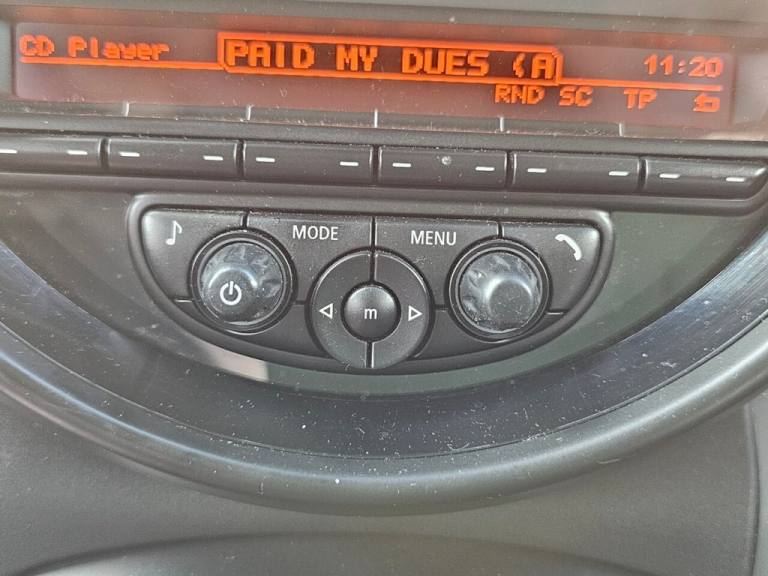 CD Player PAID MY DUES (A 11:20
RND SC TP
MODE MENU
m